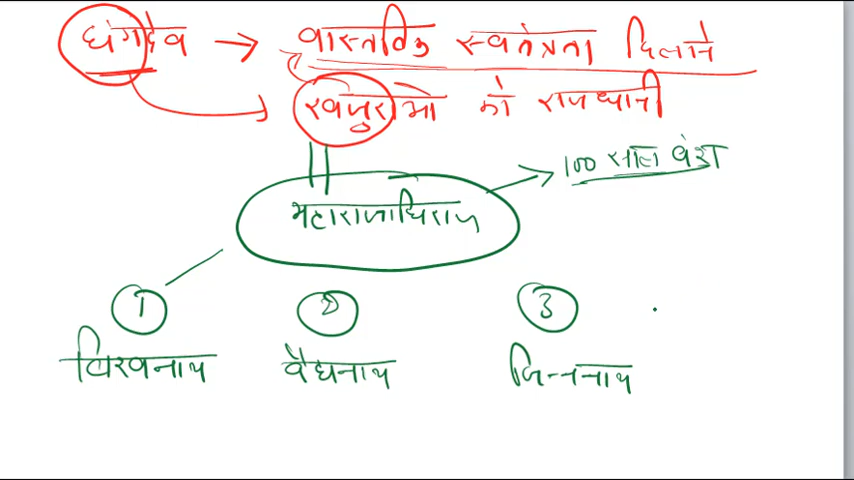 धंगदेव → वास्तविक स्वतंत्रता दिलाने
खजुराओ को राजधानी
100 साल वंश
महाराजाधिराज
1 2 3
विश्वनाथ वैद्यनाथ जिननाथ